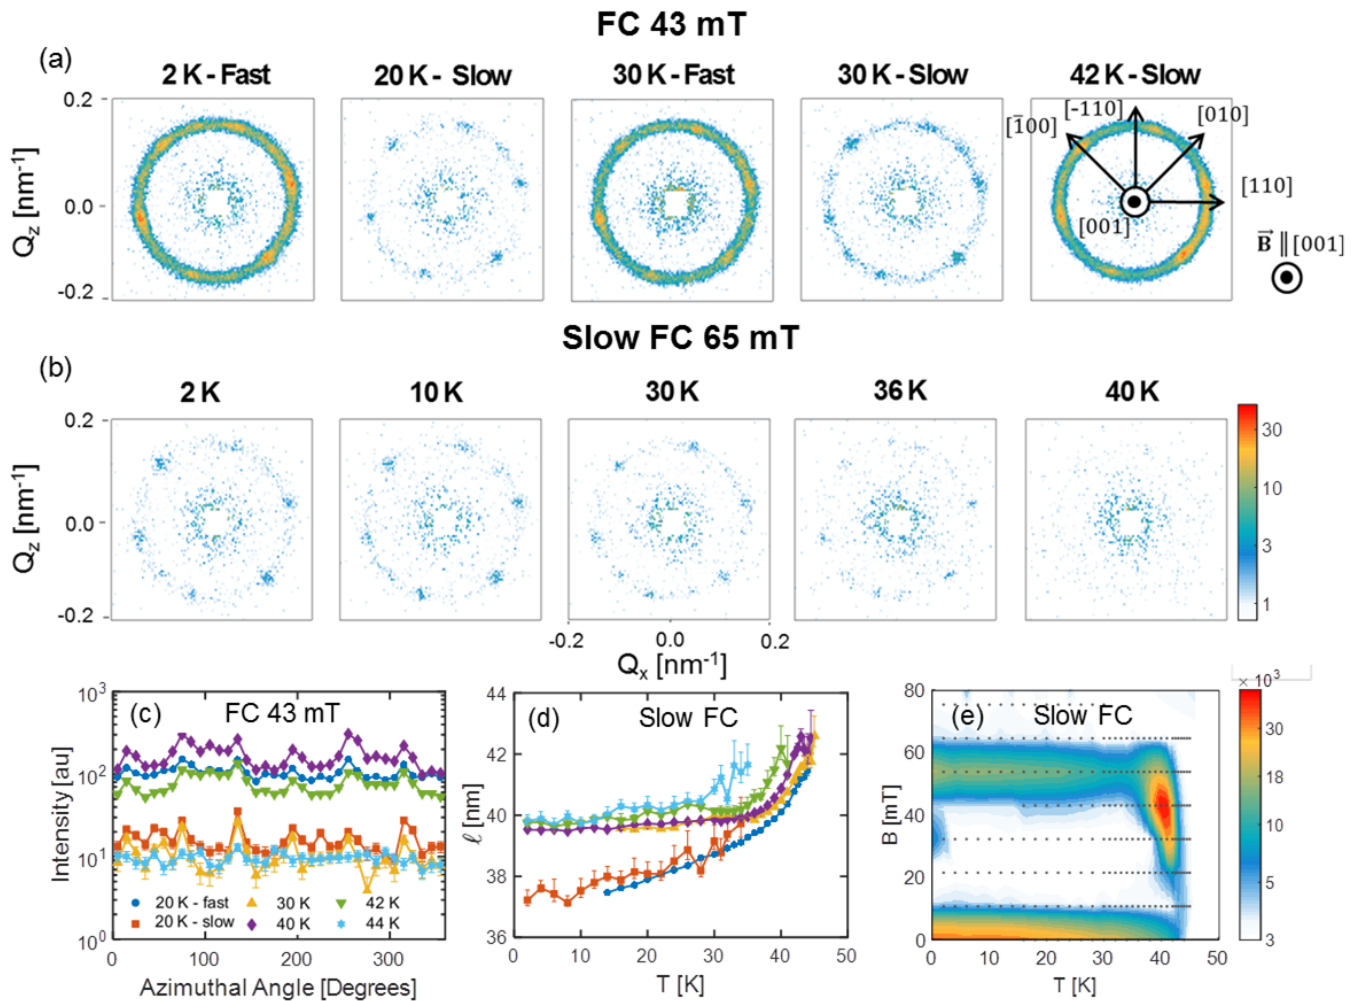 FC 43 mT
(a)
2 K - Fast
20 K - Slow
30 K - Fast
30 K - Slow
42 K - Slow
0.2
0.0
-0.2
Q_z [nm⁻¹]
[1̄00]
[-110]
[010]
[110]
[001]
B⃗ ∥ [001]
Slow FC 65 mT
(b)
2 K
10 K
30 K
36 K
40 K
0.2
0.0
-0.2
Q_z [nm⁻¹]
-0.2 0.0 0.2
Q_x [nm⁻¹]
30
10
3
1
(c) FC 43 mT
10³
10²
10¹
10⁰
Intensity [au]
20 K - fast
20 K - slow
30 K
40 K
42 K
44 K
0 100 200 300
Azimuthal Angle [Degrees]
(d) Slow FC
44
42
40
38
36
ℓ [nm]
0 10 20 30 40 50
T [K]
(e) Slow FC
80
60
40
20
0
B [mT]
0 10 20 30 40 50
T [K]
× 10³
30
18
10
5
3